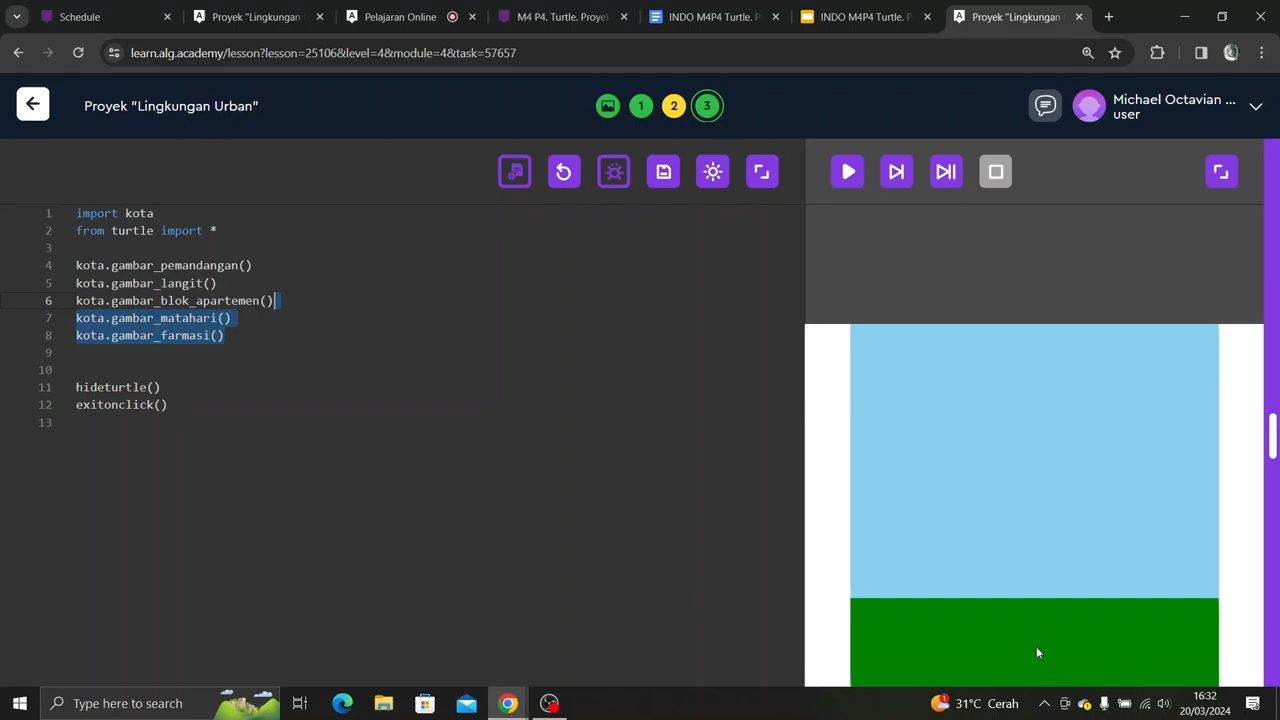 Schedule
Proyek "Lingkungan
Pelajaran Online
M4 P4. Turtle. Proye
INDO M4P4 Turtle. P
INDO M4P4 Turtle. P
Proyek "Lingkungan
learn.alg.academy/lesson?lesson=25106&level=4&module=4&task=57657
Proyek "Lingkungan Urban"
1
2
3
Michael Octavian ...
user
1 import kota
2 from turtle import *
3
4 kota.gambar_pemandangan()
5 kota.gambar_langit()
6 kota.gambar_blok_apartemen()
7 kota.gambar_matahari()
8 kota.gambar_farmasi()
9
10
11 hideturtle()
12 exitonclick()
13
Type here to search
1
31°C Cerah
16:32
20/03/2024